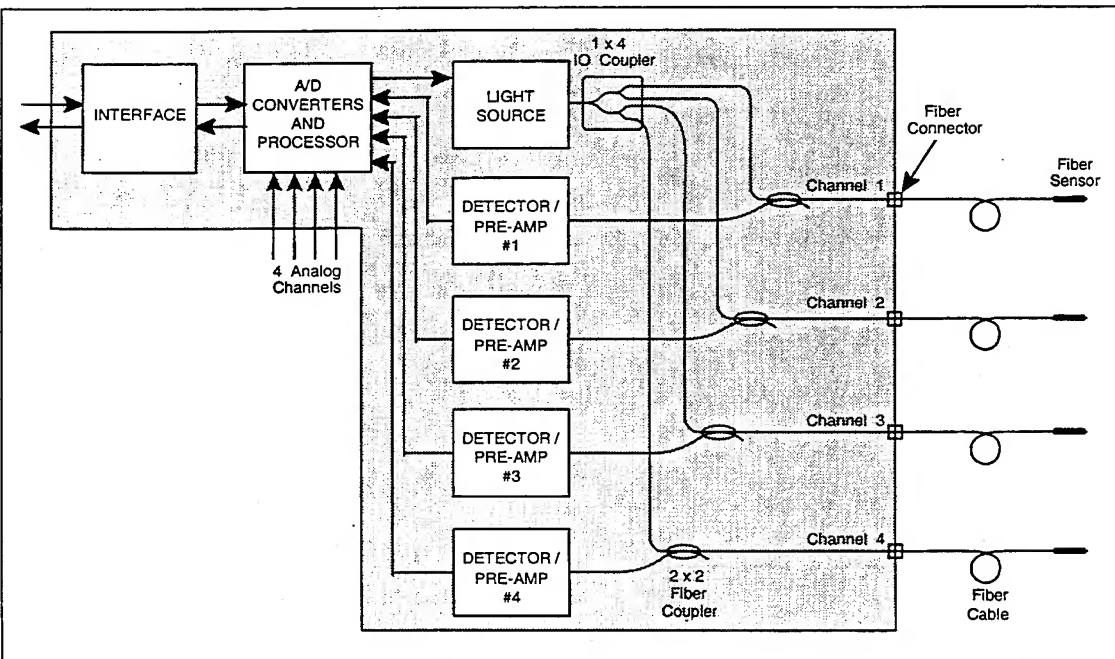 1 x 4
IO Coupler
INTERFACE
A/D
CONVERTERS
AND
PROCESSOR
LIGHT
SOURCE
Fiber
Connector
Fiber
Sensor
Channel 1
DETECTOR /
PRE-AMP
#1
4 Analog
Channels
Channel 2
DETECTOR /
PRE-AMP
#2
Channel 3
DETECTOR /
PRE-AMP
#3
Channel 4
DETECTOR /
PRE-AMP
#4
2 x 2
Fiber
Coupler
Fiber
Cable